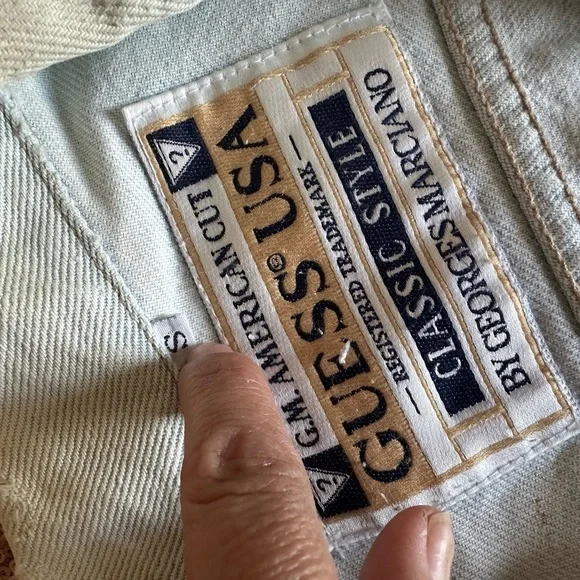 ? G.M. AMERICAN CUT ?
GUESS® USA
— REGISTERED TRADEMARK —
CLASSIC STYLE
BY GEORGES MARCIANO
S